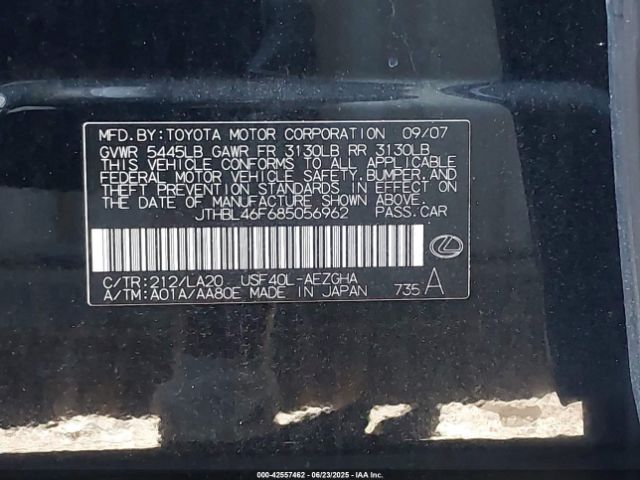 MFD. BY: TOYOTA MOTOR CORPORATION 09/07
GVWR 5445LB GAWR FR 3130LB RR 3130LB
THIS VEHICLE CONFORMS TO ALL APPLICABLE
FEDERAL MOTOR VEHICLE SAFETY, BUMPER, AND
THEFT PREVENTION STANDARDS IN EFFECT ON
THE DATE OF MANUFACTURE SHOWN ABOVE.
JTHBL46F685056962 PASS.CAR
C/TR:212/LA20 USF40L-AEZGHA
A/TM:A01A/AA80E MADE IN JAPAN 735 A
000-42557462 - 06/23/2025 - IAA Inc.